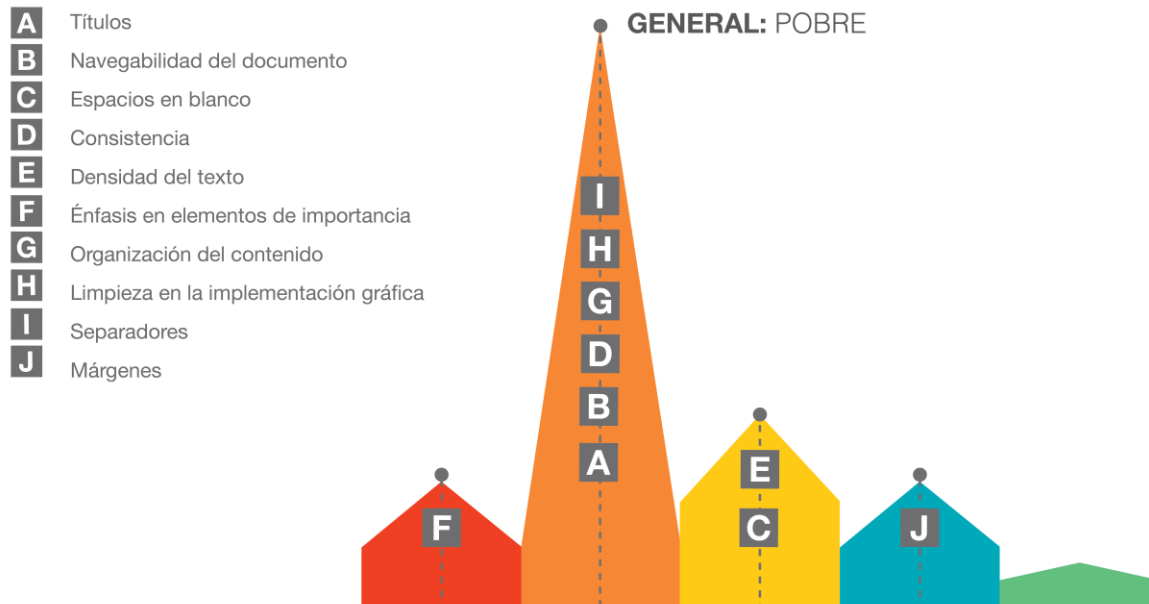 A Títulos
B Navegabilidad del documento
C Espacios en blanco
D Consistencia
E Densidad del texto
F Énfasis en elementos de importancia
G Organización del contenido
H Limpieza en la implementación gráfica
I Separadores
J Márgenes
GENERAL: POBRE
I
H
G
D
B
A
F
E
C
J